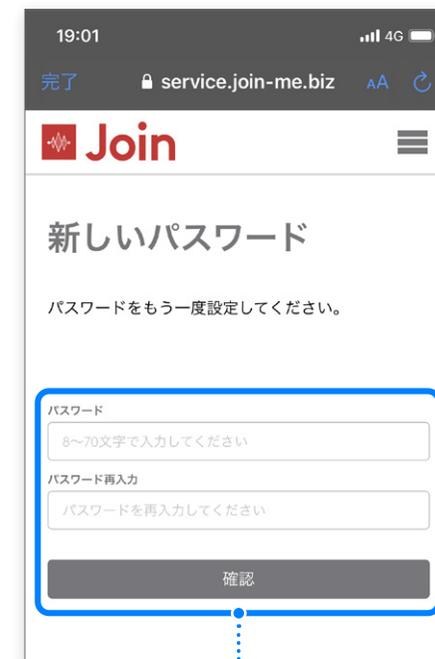 19:01
4G
完了
service.join-me.biz
AA
Join
新しいパスワード
パスワードをもう一度設定してください。
パスワード
8〜70文字で入力してください
パスワード再入力
パスワードを再入力してください
確認